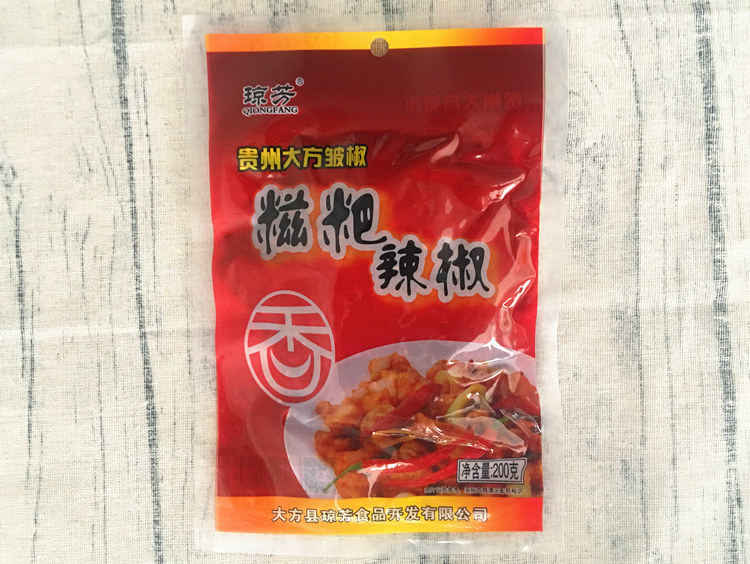 琼芳®
QIONGFANG
贵州大方皱椒
糍粑
辣椒
香
净含量:200克
大方县琼芳食品开发有限公司